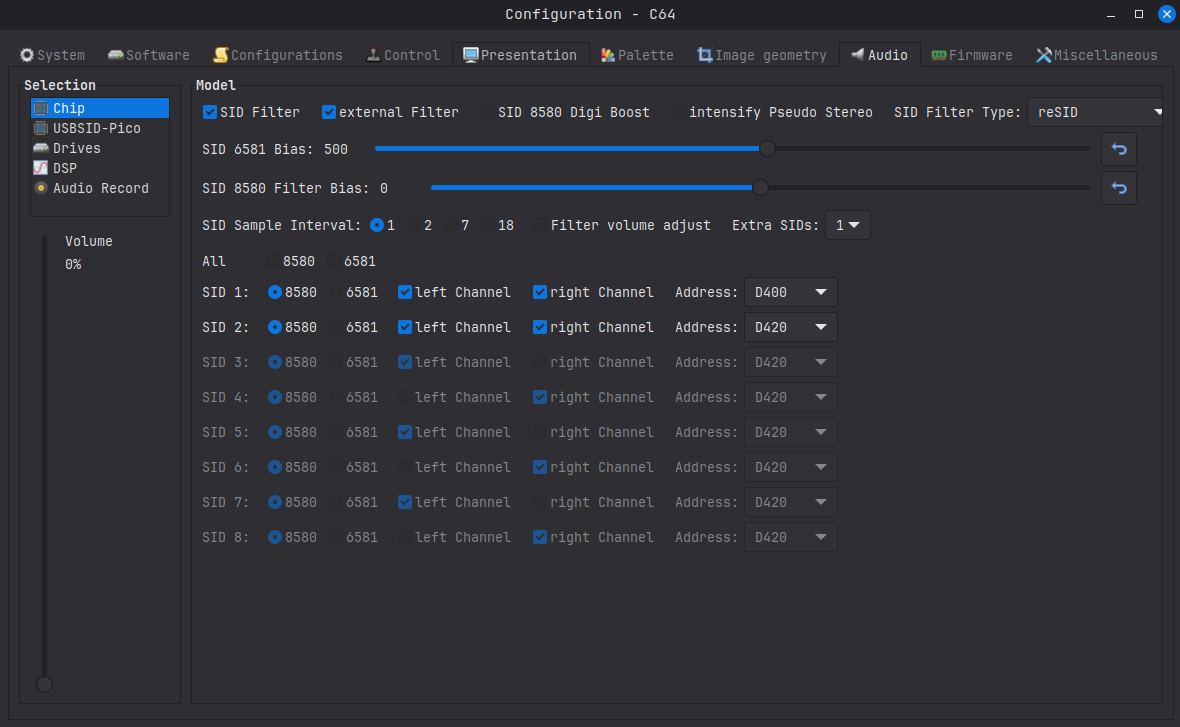 Configuration - C64
System Software Configurations Control Presentation Palette Image geometry Audio Firmware Miscellaneous
Selection
Chip
USBSID-Pico
Drives
DSP
Audio Record
Volume
0%
Model
SID Filter external Filter SID 8580 Digi Boost intensify Pseudo Stereo SID Filter Type: reSID
SID 6581 Bias: 500
SID 8580 Filter Bias: 0
SID Sample Interval: 1 2 7 18 Filter volume adjust Extra SIDs: 1
All 8580 6581
SID 1: 8580 6581 left Channel right Channel Address: D400
SID 2: 8580 6581 left Channel right Channel Address: D420
SID 3: 8580 6581 left Channel right Channel Address: D420
SID 4: 8580 6581 left Channel right Channel Address: D420
SID 5: 8580 6581 left Channel right Channel Address: D420
SID 6: 8580 6581 left Channel right Channel Address: D420
SID 7: 8580 6581 left Channel right Channel Address: D420
SID 8: 8580 6581 left Channel right Channel Address: D420